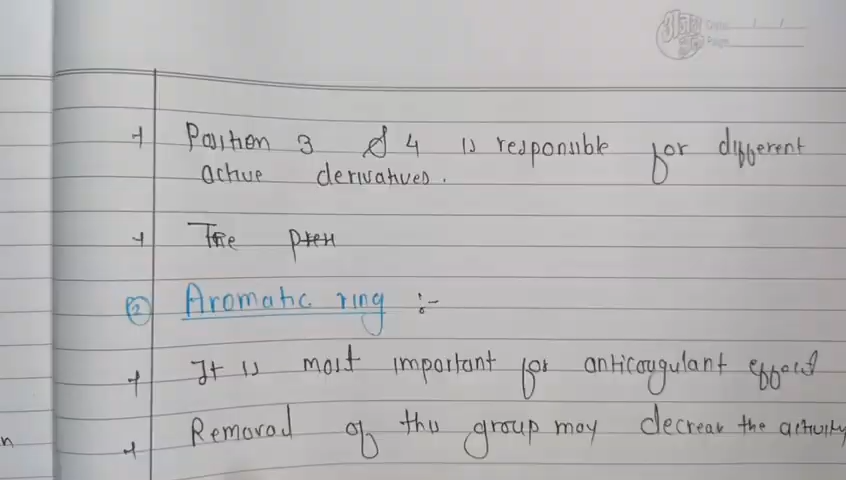 + Position 3 & 4 is responsible for different
active derivatives.
+ The
② Aromatic ring :-
+ It is most important for anticoagulant effect
+ Removal of this group may decrease the activity
n